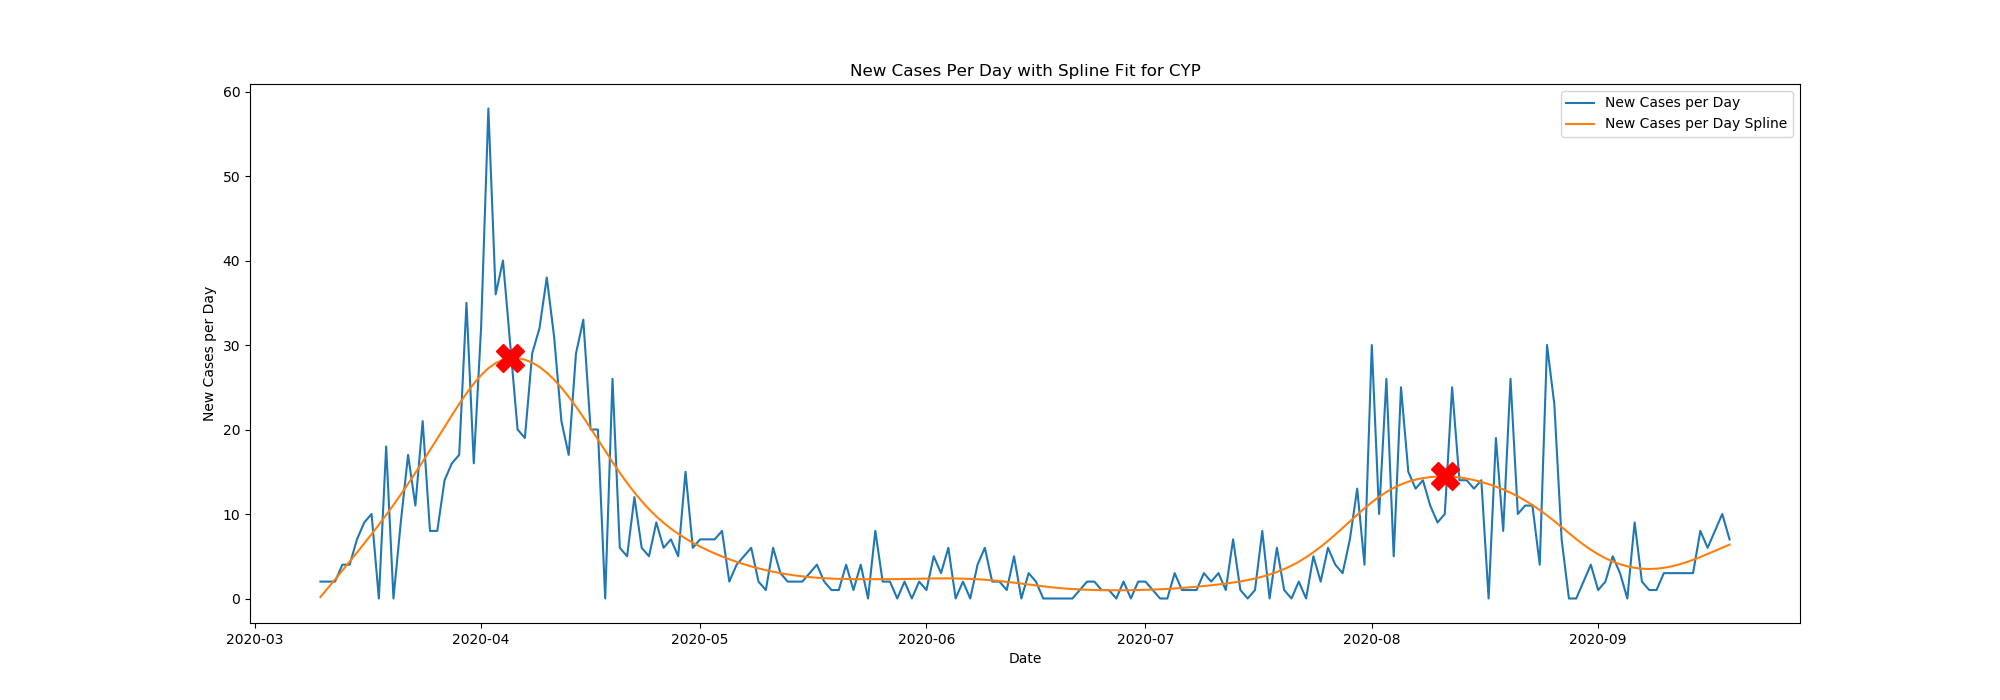 New Cases Per Day with Spline Fit for CYP
New Cases per Day
New Cases per Day Spline
60
50
40
30
20
10
0
New Cases per Day
2020-03 2020-04 2020-05 2020-06 2020-07 2020-08 2020-09
Date